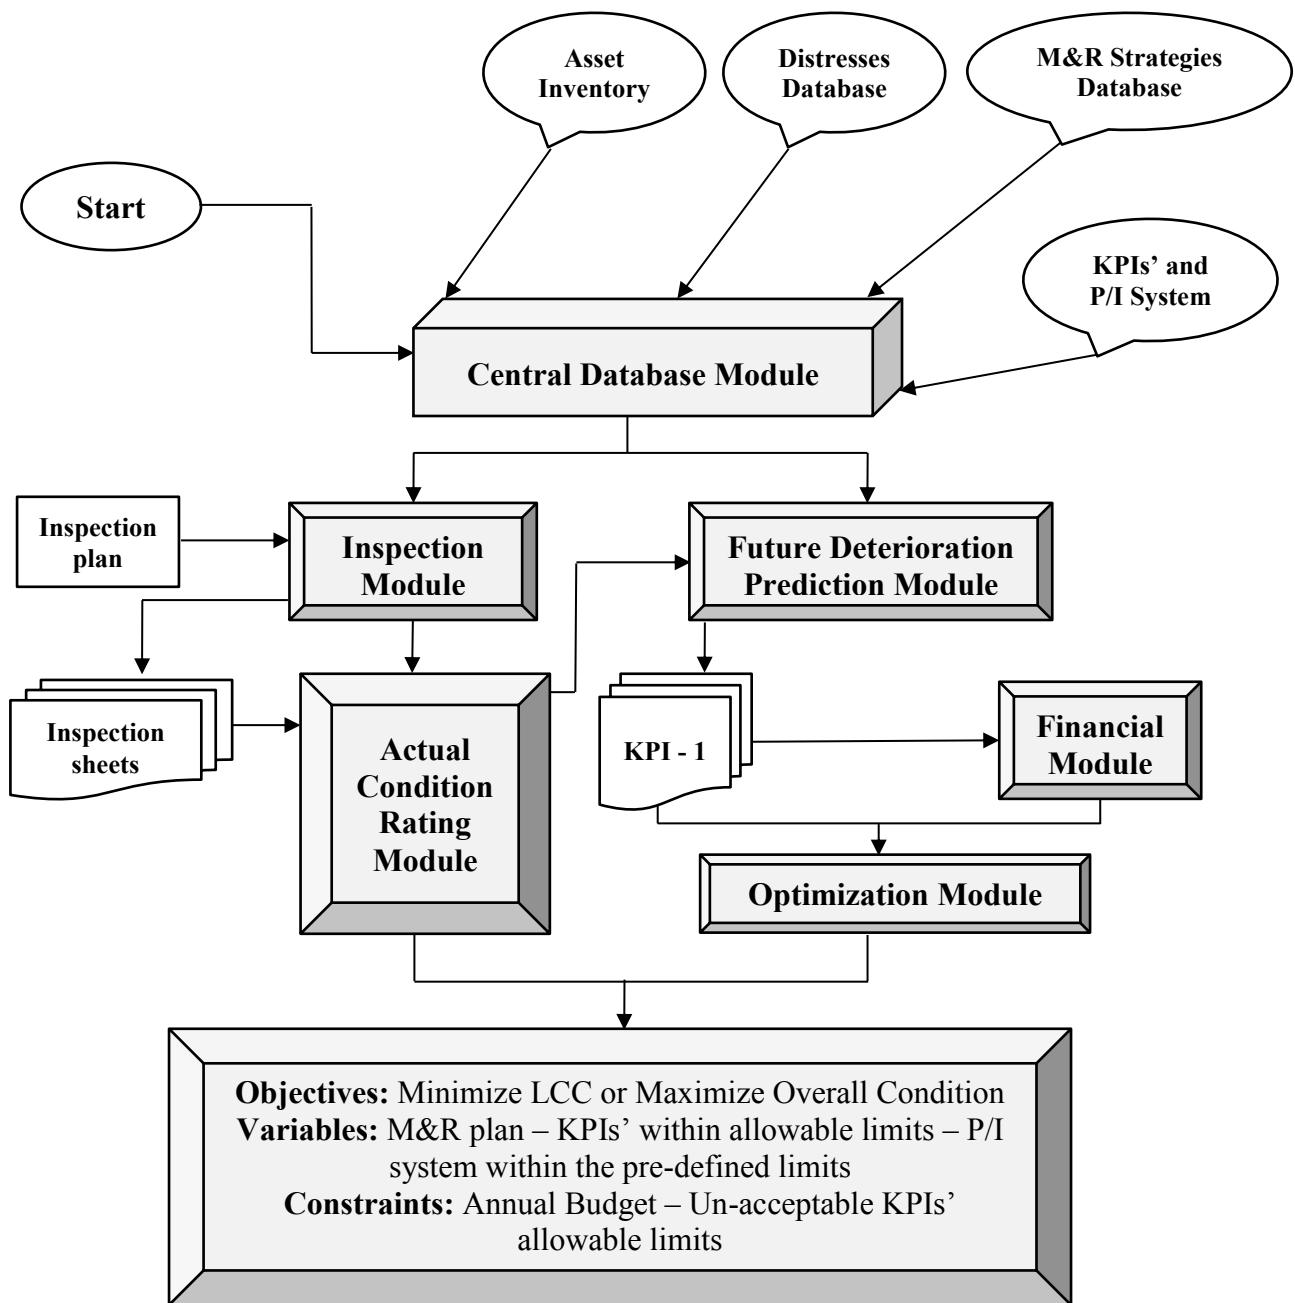 Asset
Inventory
Distresses
Database
M&R Strategies
Database
Start
KPIs’ and
P/I System
Central Database Module
Inspection
plan
Inspection
Module
Future Deterioration
Prediction Module
Inspection
sheets
Actual
Condition
Rating
Module
KPI - 1
Financial
Module
Optimization Module
Objectives: Minimize LCC or Maximize Overall Condition
Variables: M&R plan – KPIs’ within allowable limits – P/I
system within the pre-defined limits
Constraints: Annual Budget – Un-acceptable KPIs’
allowable limits